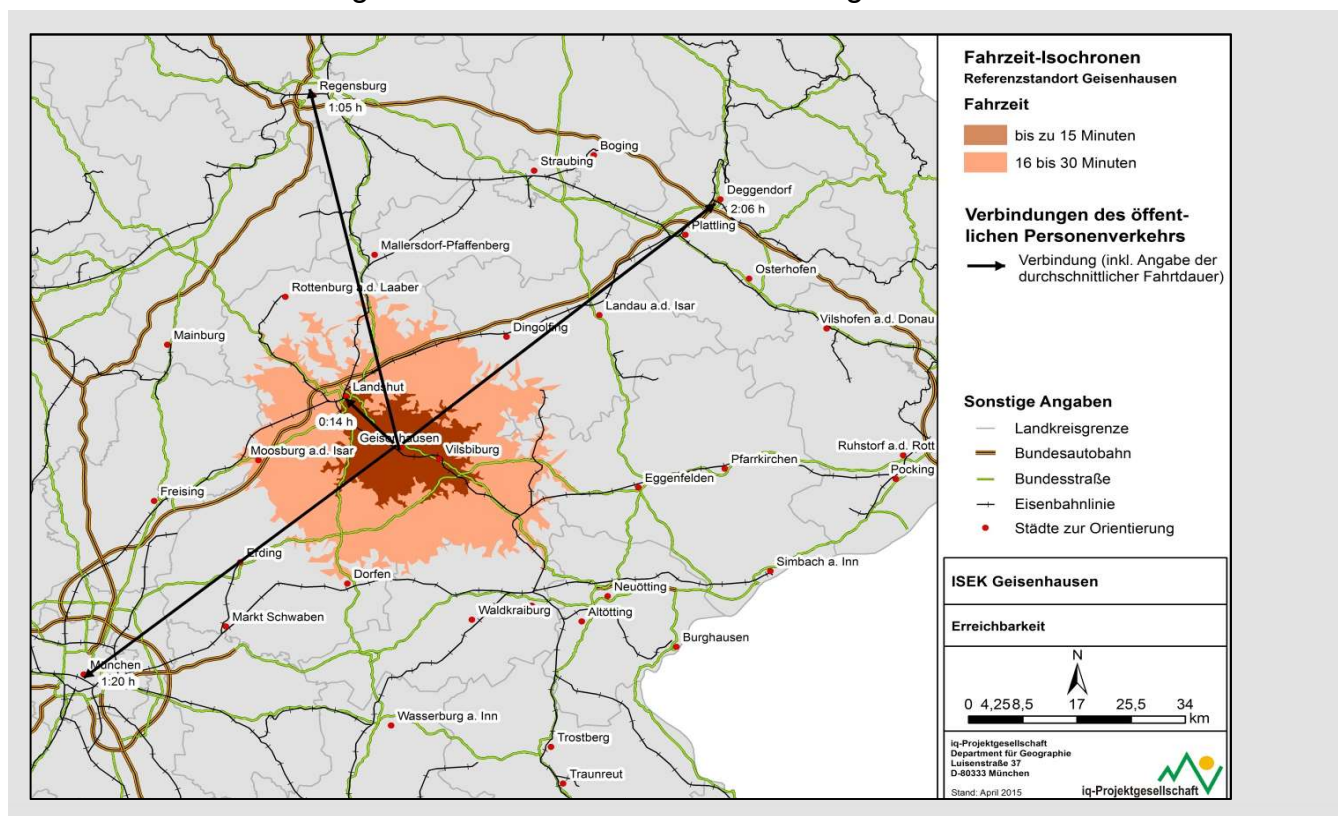 Regensburg
1:05 h
Boging
Straubing
Deggendorf
2:06 h
Plattling
Mallersdorf-Pfaffenberg
Osterhofen
Rottenburg a.d. Laaber
Landau a.d. Isar
Vilshofen a.d. Donau
Dingolfing
Mainburg
Landshut
0:14 h
Geisenhausen
Moosburg a.d. Isar
Vilsbiburg
Ruhstorf a.d. Rott
Pfarrkirchen
Pocking
Eggenfelden
Freising
Erding
Simbach a. Inn
Dorfen
Neuötting
Waldkraiburg
Altötting
Markt Schwaben
Burghausen
München
1:20 h
Wasserburg a. Inn
Trostberg
Traunreut
Fahrzeit-Isochronen
Referenzstandort Geisenhausen
Fahrzeit
bis zu 15 Minuten
16 bis 30 Minuten
Verbindungen des öffent-
lichen Personenverkehrs
Verbindung (inkl. Angabe der
durchschnittlicher Fahrtdauer)
Sonstige Angaben
Landkreisgrenze
Bundesautobahn
Bundesstraße
Eisenbahnlinie
Städte zur Orientierung
ISEK Geisenhausen
Erreichbarkeit
N
0 4,25 8,5 17 25,5 34
km
iq-Projektgesellschaft
Department für Geographie
Luisenstraße 37
D-80333 München
Stand: April 2015
iq-Projektgesellschaft